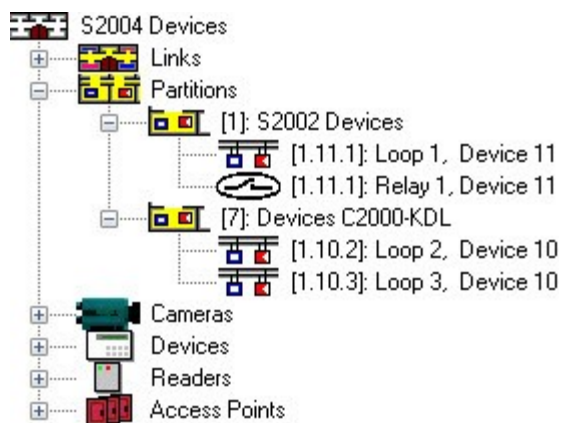 S2004 Devices
Links
Partitions
[1]: S2002 Devices
[1.11.1]: Loop 1, Device 11
[1.11.1]: Relay 1, Device 11
[7]: Devices C2000-KDL
[1.10.2]: Loop 2, Device 10
[1.10.3]: Loop 3, Device 10
Cameras
Devices
Readers
Access Points